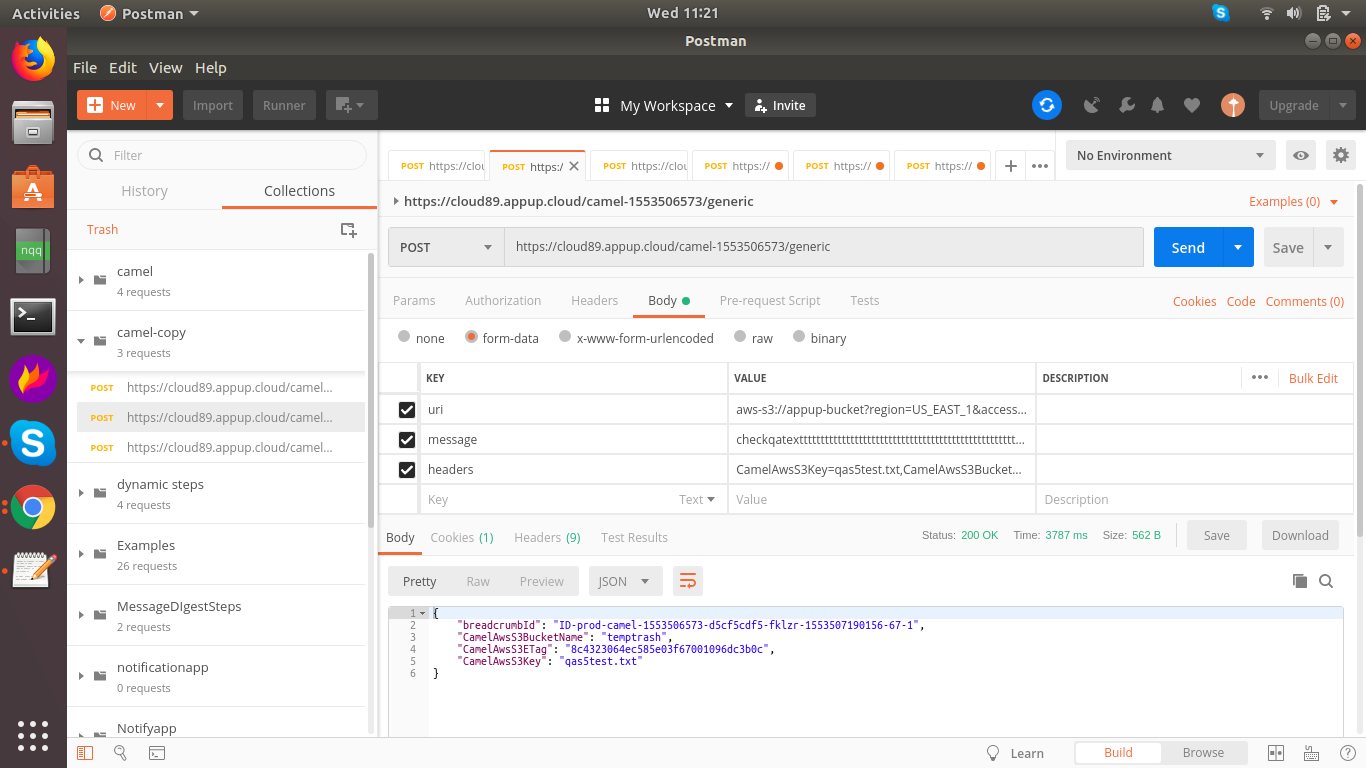 Activities Postman Wed 11:21
Postman
File Edit View Help
New Import Runner My Workspace Invite Upgrade
Filter
History Collections
Trash
camel
4 requests
camel-copy
3 requests
POST https://cloud89.appup.cloud/camel...
POST https://cloud89.appup.cloud/camel...
POST https://cloud89.appup.cloud/camel...
dynamic steps
4 requests
Examples
26 requests
MessageDIgestSteps
2 requests
notificationapp
0 requests
Notifyapp
nqq
POST https://clou POST https:/ POST https://clou POST https:// POST https:// POST https://
No Environment
https://cloud89.appup.cloud/camel-1553506573/generic Examples (0)
POST https://cloud89.appup.cloud/camel-1553506573/generic Send Save
Params Authorization Headers Body Pre-request Script Tests Cookies Code Comments (0)
none form-data x-www-form-urlencoded raw binary
KEY VALUE DESCRIPTION Bulk Edit
uri aws-s3://appup-bucket?region=US_EAST_1&access...
message
headers CamelAwsS3Key=qas5test.txt,CamelAwsS3Bucket...
Key Text Value Description
Body Cookies (1) Headers (9) Test Results Status: 200 OK Time: 3787 ms Size: 562 B Save Download
Pretty Raw Preview JSON
1 {
2 "breadcrumbId": "ID-prod-camel-1553506573-d5cf5cdf5-fklzr-1553507190156-67-1",
3 "CamelAwsS3BucketName": "temptrash",
4 "CamelAwsS3ETag": "8c4323064ec585e03f67001096dc3b0c",
5 "CamelAwsS3Key": "qas5test.txt"
6 }
Learn Build Browse